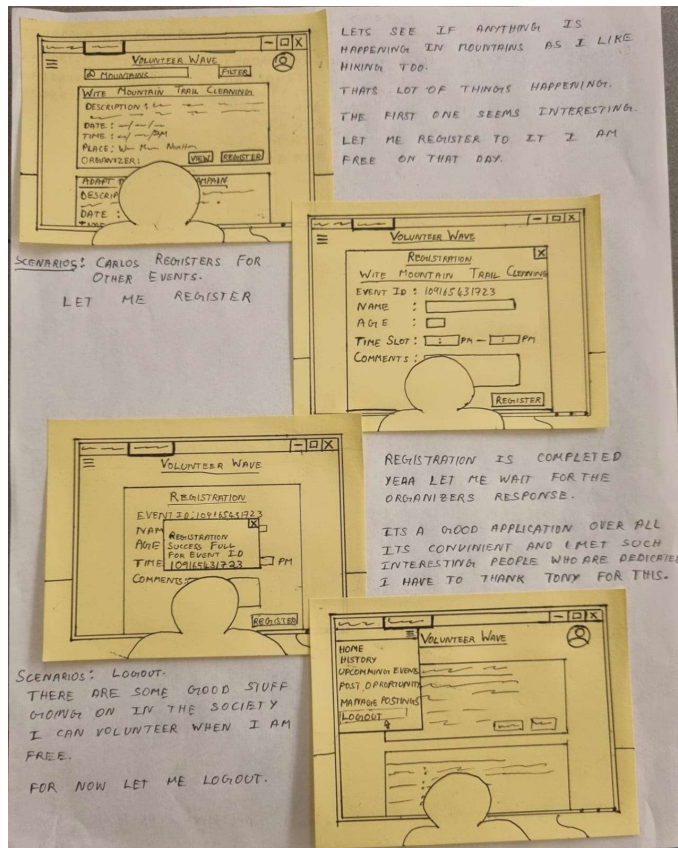 VOLUNTEER WAVE
MOUNTAINS
FILTER
WITE MOUNTAIN TRAIL CLEANING
DESCRIPTION:
DATE:
TIME: PM
PLACE:
ORGANIZER: VIEW REGISTER
ADAPT
DATE :
LETS SEE IF ANYTHING IS
HAPPENING IN MOUNTAINS AS I LIKE
HIKING TOO.
THATS LOT OF THINGS HAPPENING.
THE FIRST ONE SEEMS INTERESTING.
LET ME REGISTER TO IT I AM
FREE ON THAT DAY.
SCENARIOS: CARLOS REGISTERS FOR
OTHER EVENTS.
LET ME REGISTER
VOLUNTEER WAVE
REGISTRATION X
WITE MOUNTAIN TRAIL CLEANING
EVENT ID : 109165431723
NAME :
AGE :
TIME SLOT : : PM - : PM
COMMENTS :
REGISTER
VOLUNTEER WAVE
REGISTRATION
EVENT ID:109165431723
NAM
AGE
TIME PM
COMMENTS:
REGISTRATION
SUCCESS FULL
FOR EVENT ID
109165431723
REGISTER
REGISTRATION IS COMPLETED
YEAA LET ME WAIT FOR THE
ORGANIZERS RESPONSE.
ITS A GOOD APPLICATION OVER ALL
ITS CONVINIENT AND I MET SUCH
INTERESTING PEOPLE WHO ARE DEDICATE
I HAVE TO THANK TONY FOR THIS.
SCENARIOS: LOGOUT.
THERE ARE SOME GOOD STUFF
GOING ON IN THE SOCIETY
I CAN VOLUNTEER WHEN I AM
FREE.
FOR NOW LET ME LOGOUT.
VOLUNTEER WAVE
HOME
HISTORY
UPCOMMING EVENT
POST OPRORTUNITY
MANAGE POSTINGS
LOGOUT